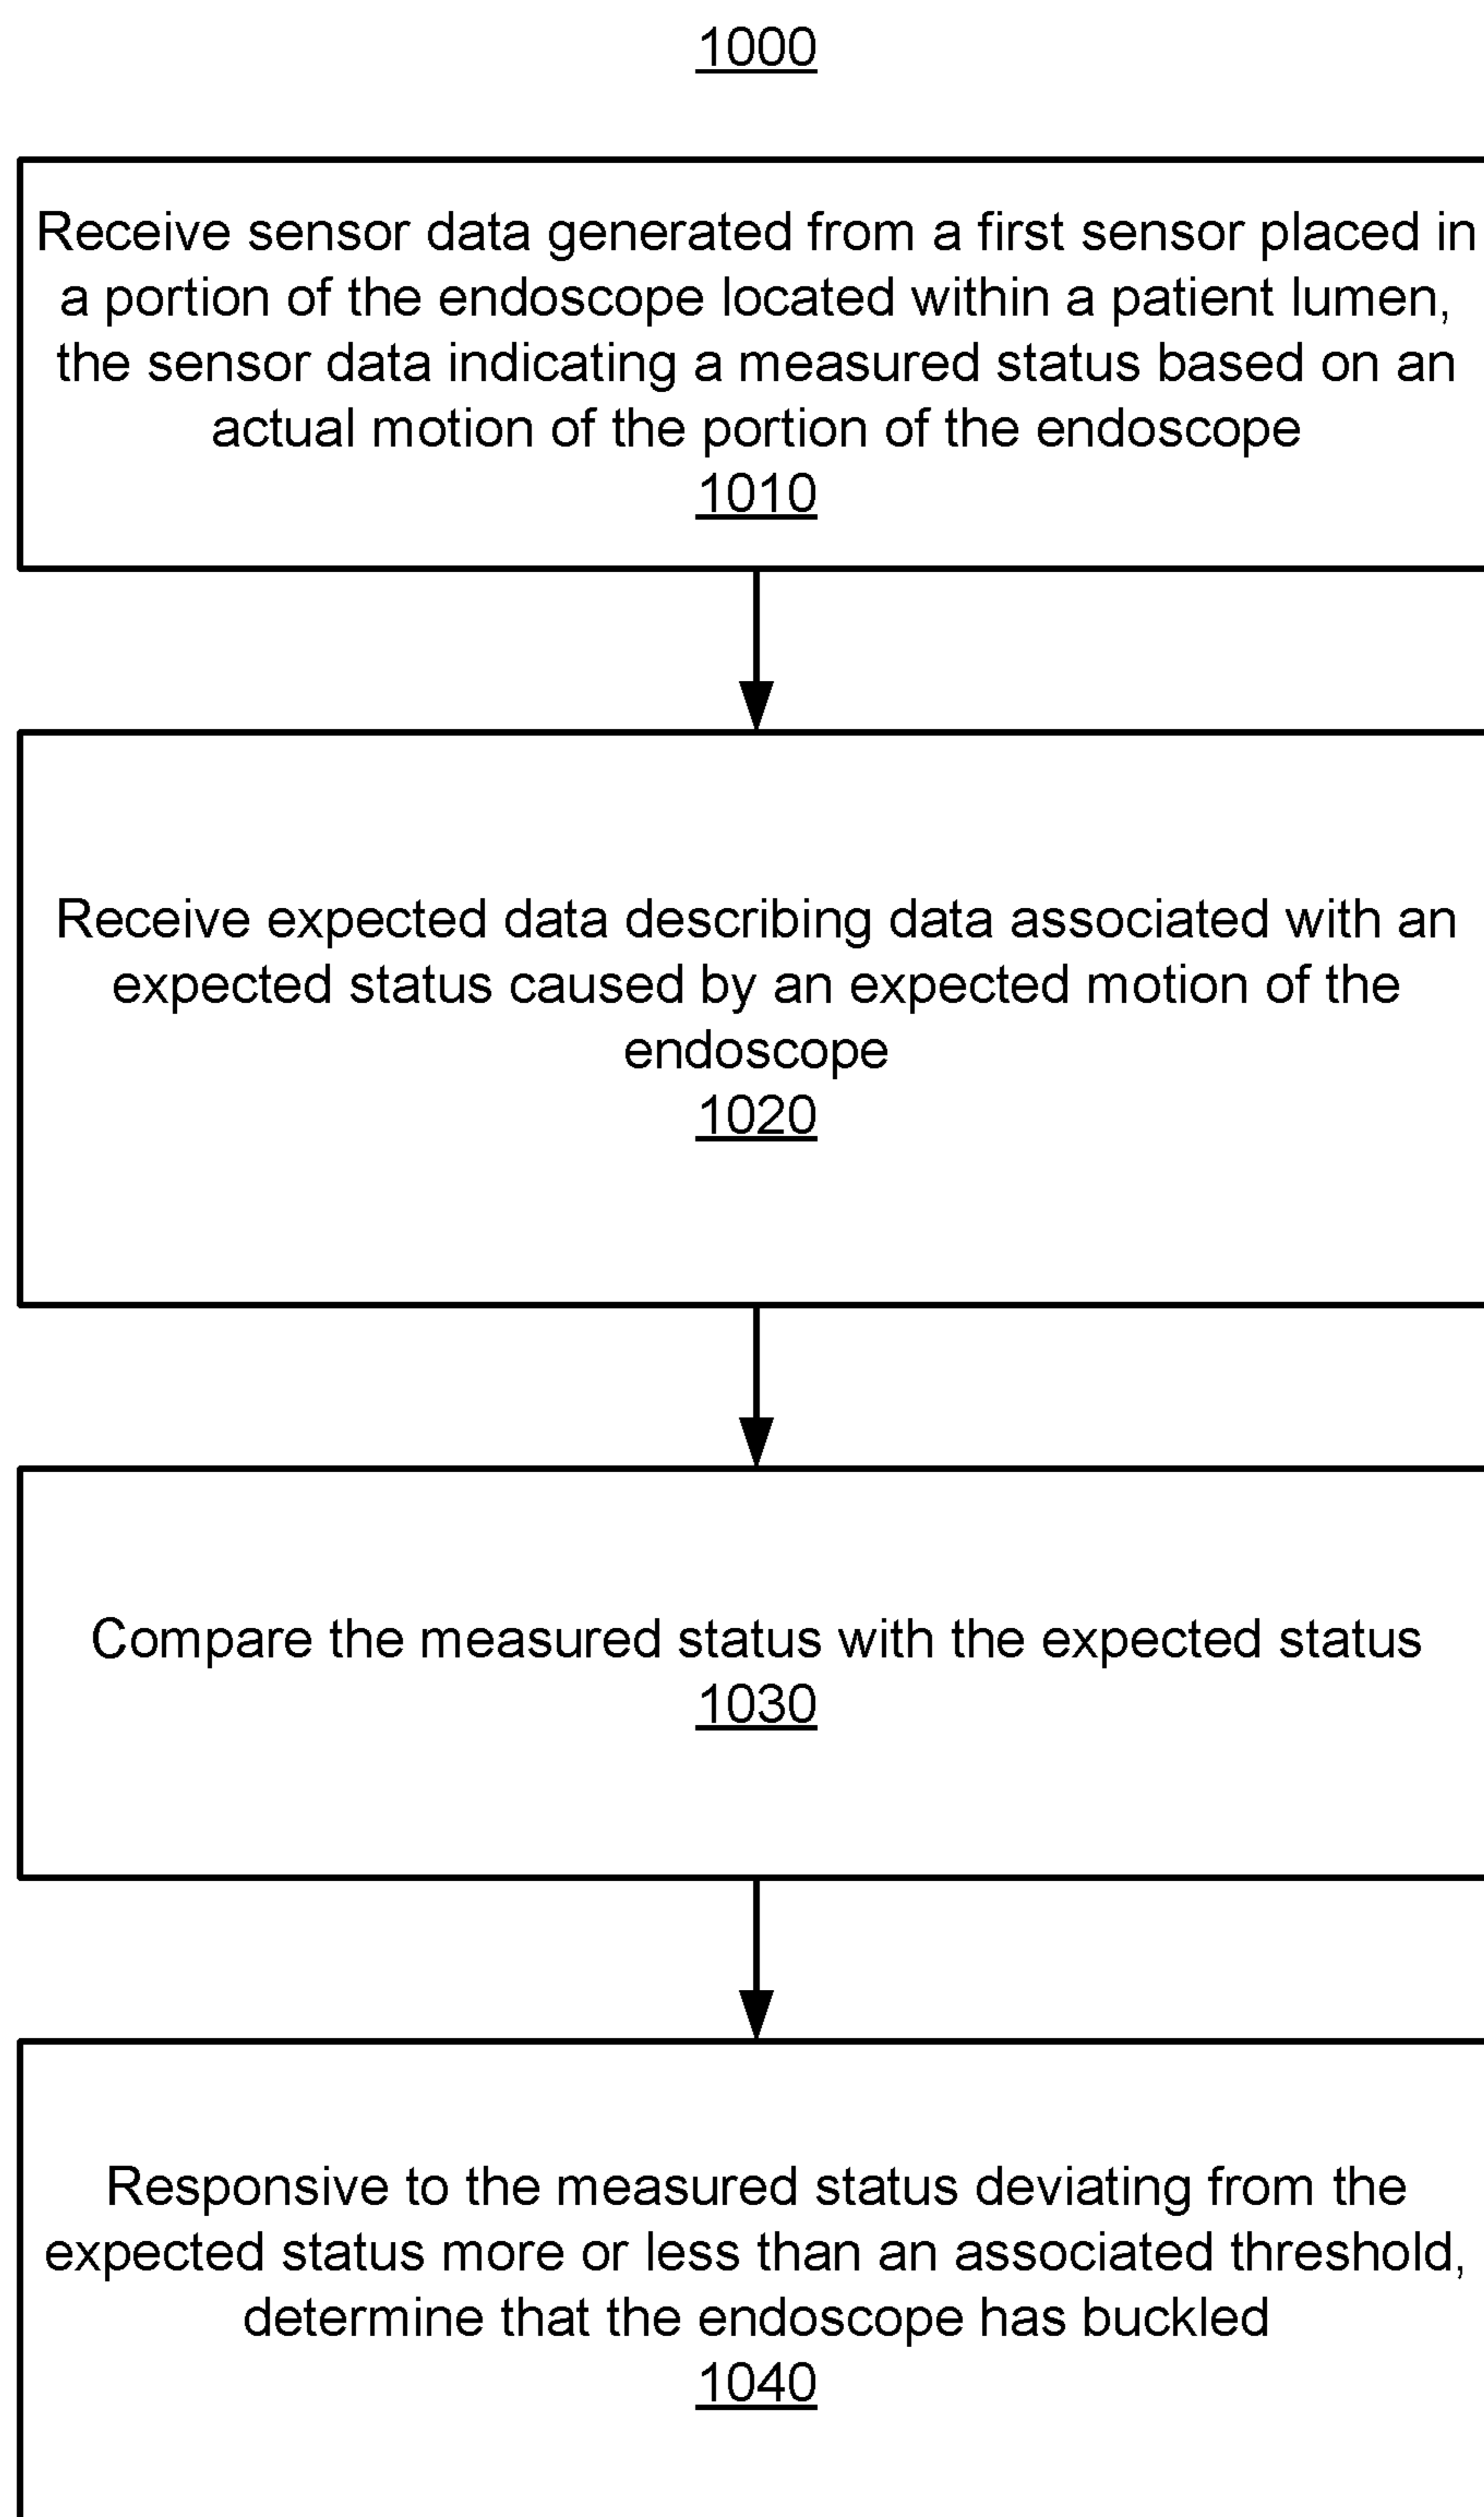 1000
Receive sensor data generated from a first sensor placed in
a portion of the endoscope located within a patient lumen,
the sensor data indicating a measured status based on an
actual motion of the portion of the endoscope
1010
Receive expected data describing data associated with an
expected status caused by an expected motion of the
endoscope
1020
Compare the measured status with the expected status
1030
Responsive to the measured status deviating from the
expected status more or less than an associated threshold,
determine that the endoscope has buckled
1040